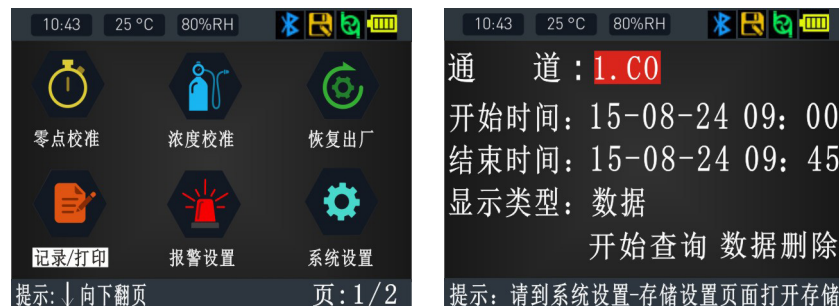 10:43 25℃ 80%RH
零点校准 浓度校准 恢复出厂
记录/打印 报警设置 系统设置
提示:↓向下翻页 页:1/2
10:43 25℃ 80%RH
通 道:1.CO
开始时间: 15-08-24 09: 00
结束时间: 15-08-24 09: 45
显示类型: 数据
开始查询 数据删除
提示: 请到系统设置-存储设置页面打开存储